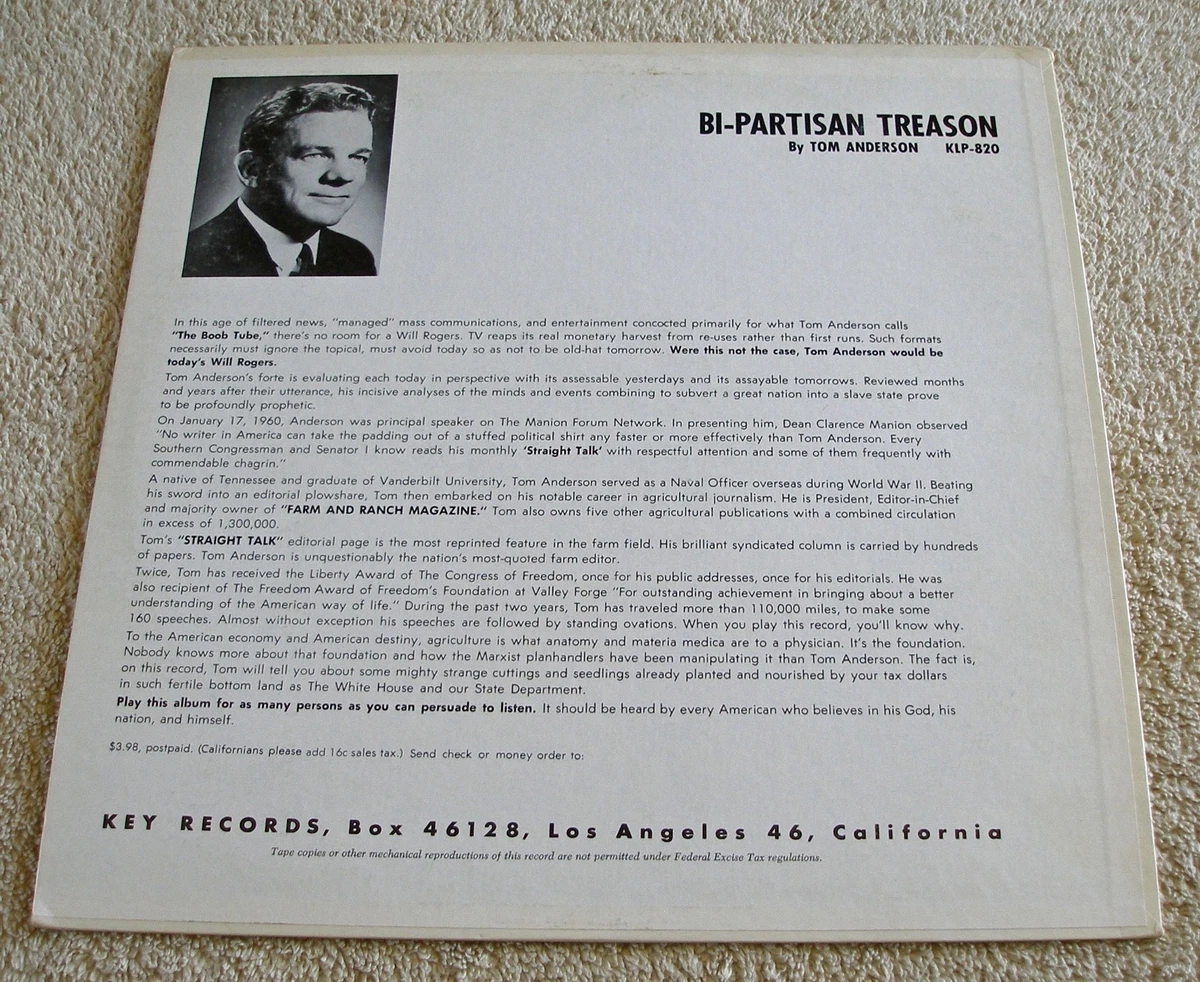 BI-PARTISAN TREASON
By TOM ANDERSON KLP-820
In this age of filtered news, "managed" mass communications, and entertainment concocted primarily for what Tom Anderson calls
"The Boob Tube," there's no room for a Will Rogers. TV reaps its real monetary harvest from re-uses rather than first runs. Such formats
necessarily must ignore the topical, must avoid today so as not to be old-hat tomorrow. Were this not the case, Tom Anderson would be
today's Will Rogers.
Tom Anderson's forte is evaluating each today in perspective with its assessable yesterdays and its assayable tomorrows. Reviewed months
and years after their utterance, his incisive analyses of the minds and events combining to subvert a great nation into a slave state prove
to be profoundly prophetic.
On January 17, 1960, Anderson was principal speaker on The Manion Forum Network. In presenting him, Dean Clarence Manion observed
"No writer in America can take the padding out of a stuffed political shirt any faster or more effectively than Tom Anderson. Every
Southern Congressman and Senator I know reads his monthly 'Straight Talk' with respectful attention and some of them frequently with
commendable chagrin."
A native of Tennessee and graduate of Vanderbilt University, Tom Anderson served as a Naval Officer overseas during World War II. Beating
his sword into an editorial plowshare, Tom then embarked on his notable career in agricultural journalism. He is President, Editor-in-Chief
and majority owner of "FARM AND RANCH MAGAZINE." Tom also owns five other agricultural publications with a combined circulation
in excess of 1,300,000.
Tom's "STRAIGHT TALK" editorial page is the most reprinted feature in the farm field. His brilliant syndicated column is carried by hundreds
of papers. Tom Anderson is unquestionably the nation's most-quoted farm editor.
Twice, Tom has received the Liberty Award of The Congress of Freedom, once for his public addresses, once for his editorials. He was
also recipient of The Freedom Award of Freedom's Foundation at Valley Forge "For outstanding achievement in bringing about a better
understanding of the American way of life." During the past two years, Tom has traveled more than 110,000 miles, to make some
160 speeches. Almost without exception his speeches are followed by standing ovations. When you play this record, you'll know why.
To the American economy and American destiny, agriculture is what anatomy and materia medica are to a physician. It's the foundation.
Nobody knows more about that foundation and how the Marxist planhandlers have been manipulating it than Tom Anderson. The fact is,
on this record, Tom will tell you about some mighty strange cuttings and seedlings already planted and nourished by your tax dollars
in such fertile bottom land as The White House and our State Department.
Play this album for as many persons as you can persuade to listen. It should be heard by every American who believes in his God, his
nation, and himself.
$3.98, postpaid. (Californians please add 16c sales tax.) Send check or money order to:
KEY RECORDS, Box 46128, Los Angeles 46, California
Tape copies or other mechanical reproductions of this record are not permitted under Federal Excise Tax regulations.